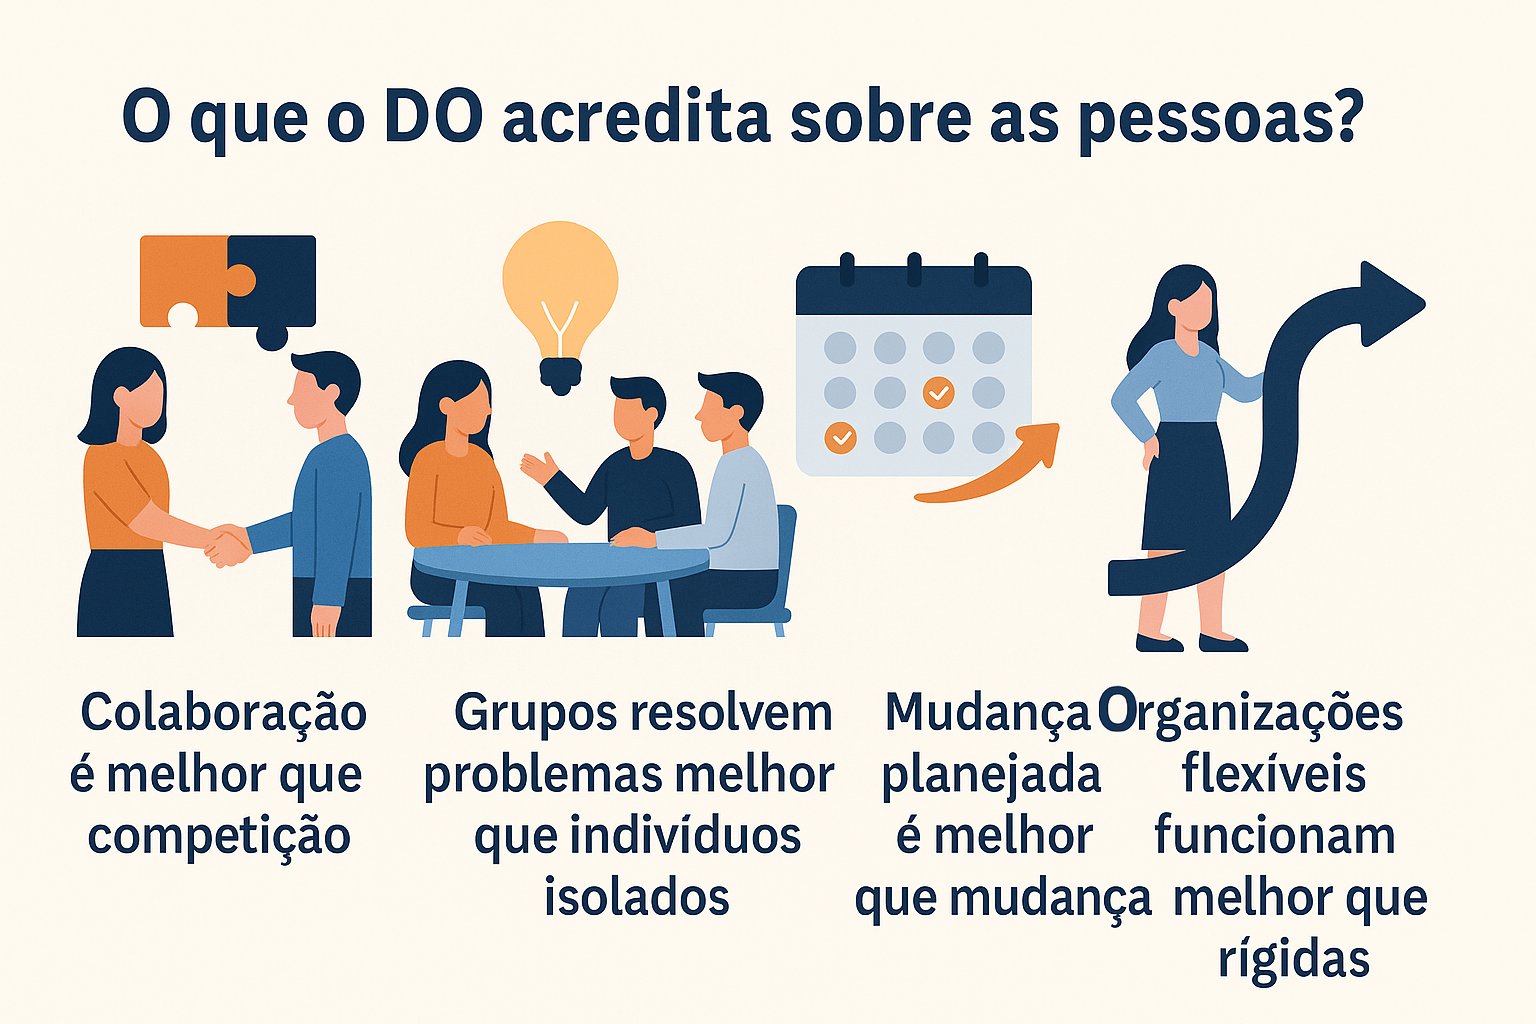 O que o DO acredita sobre as pessoas?
Colaboração
é melhor que
competição
Grupos resolvem
problemas melhor
que indivíduos
isolados
Mudança
planejada
é melhor
que mudança
Organizações
flexíveis
funcionam
melhor que
rígidas